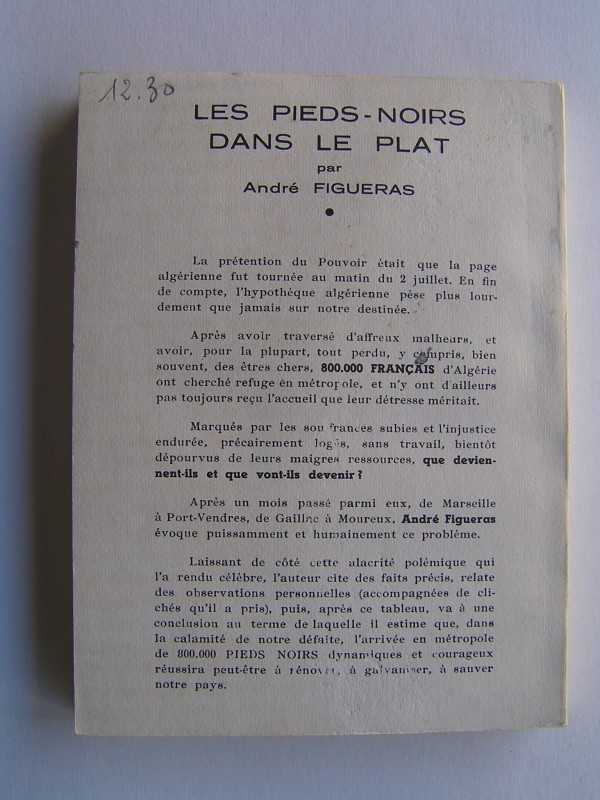 12.30
LES PIEDS-NOIRS
DANS LE PLAT
par
André FIGUERAS
●
La prétention du Pouvoir était que la page
algérienne fut tournée au matin du 2 juillet. En fin
de compte, l'hypothèque algérienne pèse plus lour-
dement que jamais sur notre destinée.
Après avoir traversé d'affreux malheurs, et
avoir, pour la plupart, tout perdu, y compris, bien
souvent, des êtres chers, 800.000 FRANÇAIS d'Algérie
ont cherché refuge en métropole, et n'y ont d'ailleurs
pas toujours reçu l'accueil que leur détresse méritait.
Marqués par les souffrances subies et l'injustice
endurée, précairement logés, sans travail, bientôt
dépourvus de leurs maigres ressources, que devien-
nent-ils et que vont-ils devenir ?
Après un mois passé parmi eux, de Marseille
à Port-Vendres, de Gaillac à Moureux, André Figueras
évoque puissamment et humainement ce problème.
Laissant de côté cette alacrité polémique qui
l'a rendu célèbre, l'auteur cite des faits précis, relate
des observations personnelles (accompagnées de cli-
chés qu'il a pris), puis, après ce tableau, va à une
conclusion au terme de laquelle il estime que, dans
la calamité de notre défaite, l'arrivée en métropole
de 800.000 PIEDS NOIRS dynamiques et courageux
réussira peut-être à rénover, à galvaniser, à sauver
notre pays.